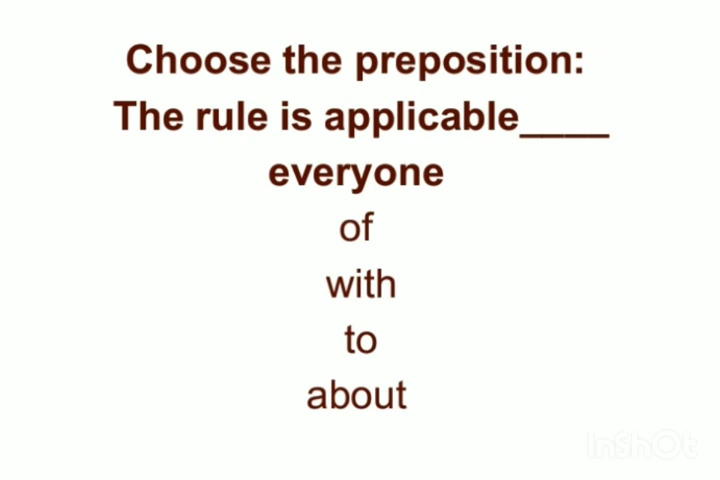 Choose the preposition:
The rule is applicable____
everyone
of
with
to
about
InShOt